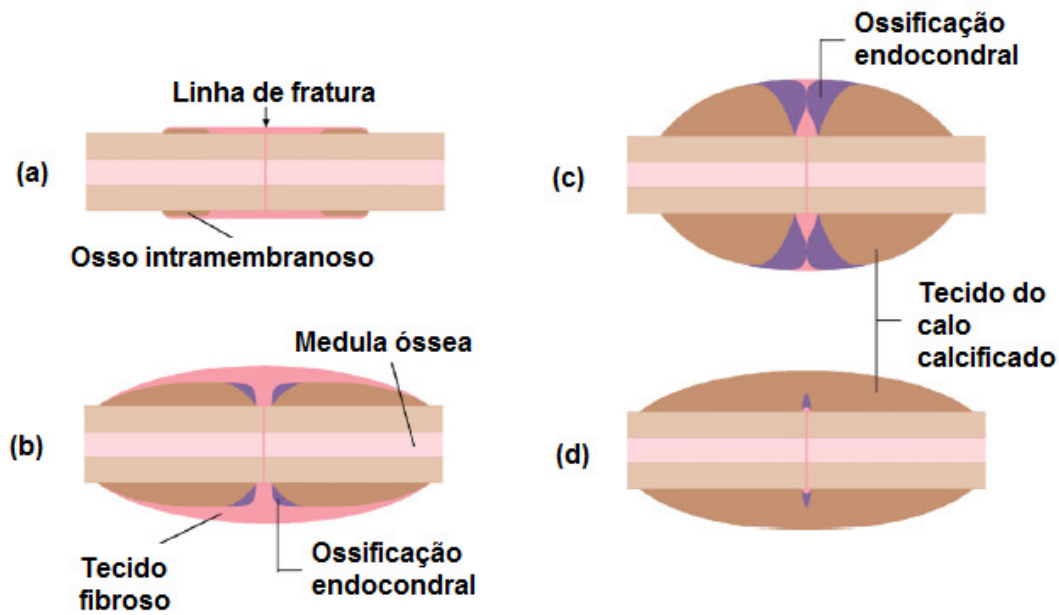 Linha de fratura
(a)
Osso intramembranoso
Medula óssea
(b)
Tecido
fibroso
Ossificação
endocondral
Ossificação
endocondral
(c)
Tecido do
calo
calcificado
(d)